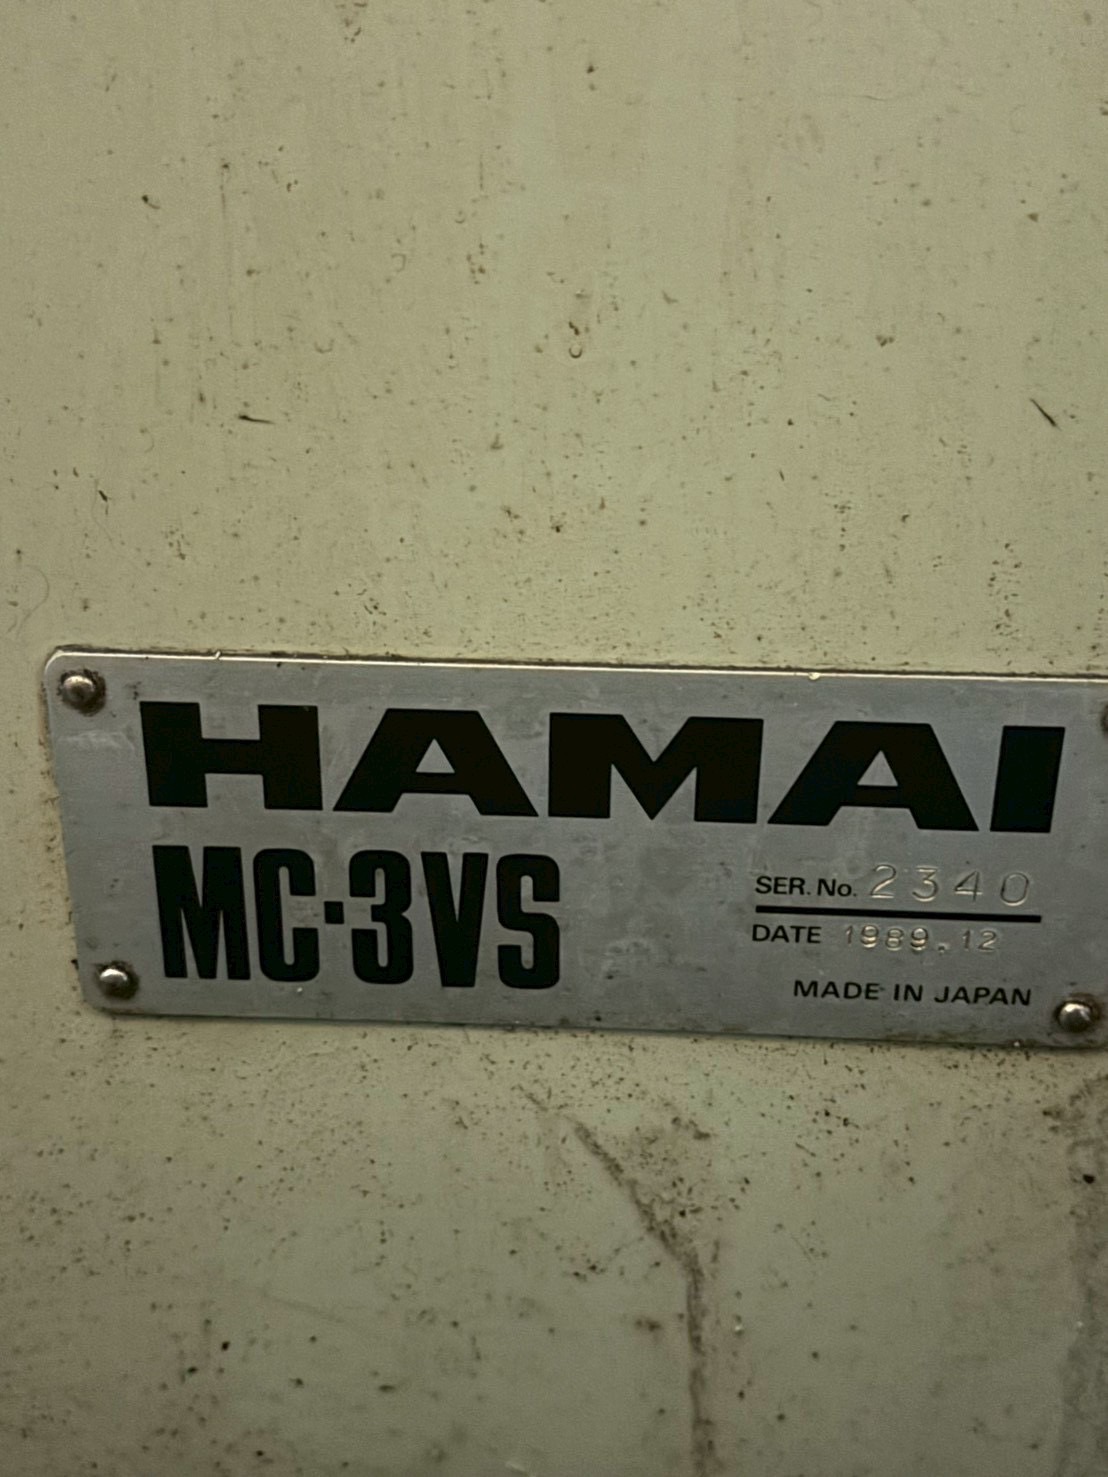 HAMAI
MC-3VS
SER. No. 2340
DATE 1989.12
MADE IN JAPAN